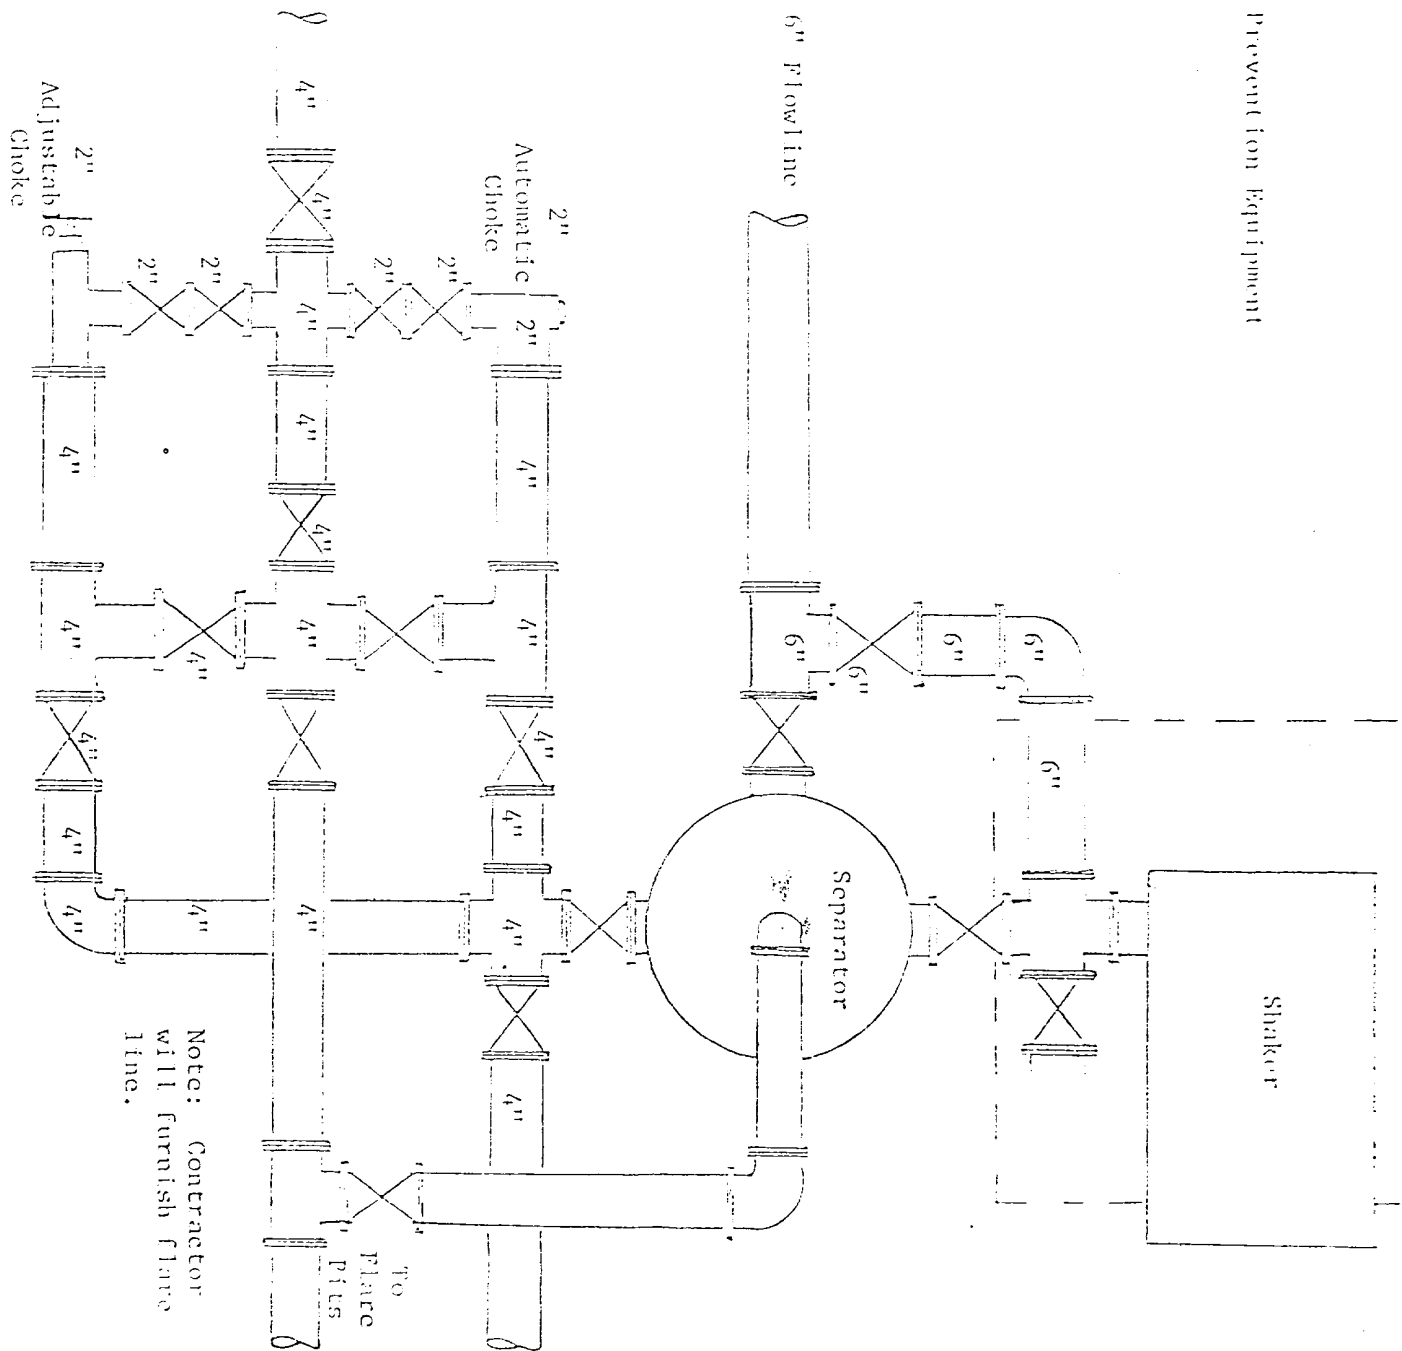 Prevention Equipment
Shaker
6"
6"
6"
6"
Separator
6" Flowline
6"
2"
Automatic
Choke
2"
2"
2"
4"
4"
4"
4"
4"
4"
To
Flare
Pits
4"
4"
4"
4"
4"
4"
4"
2"
2"
4"
4"
Note: Contractor
will furnish flare
line.
2"
Adjustable
Choke
4"
4"
4"
4"
4"